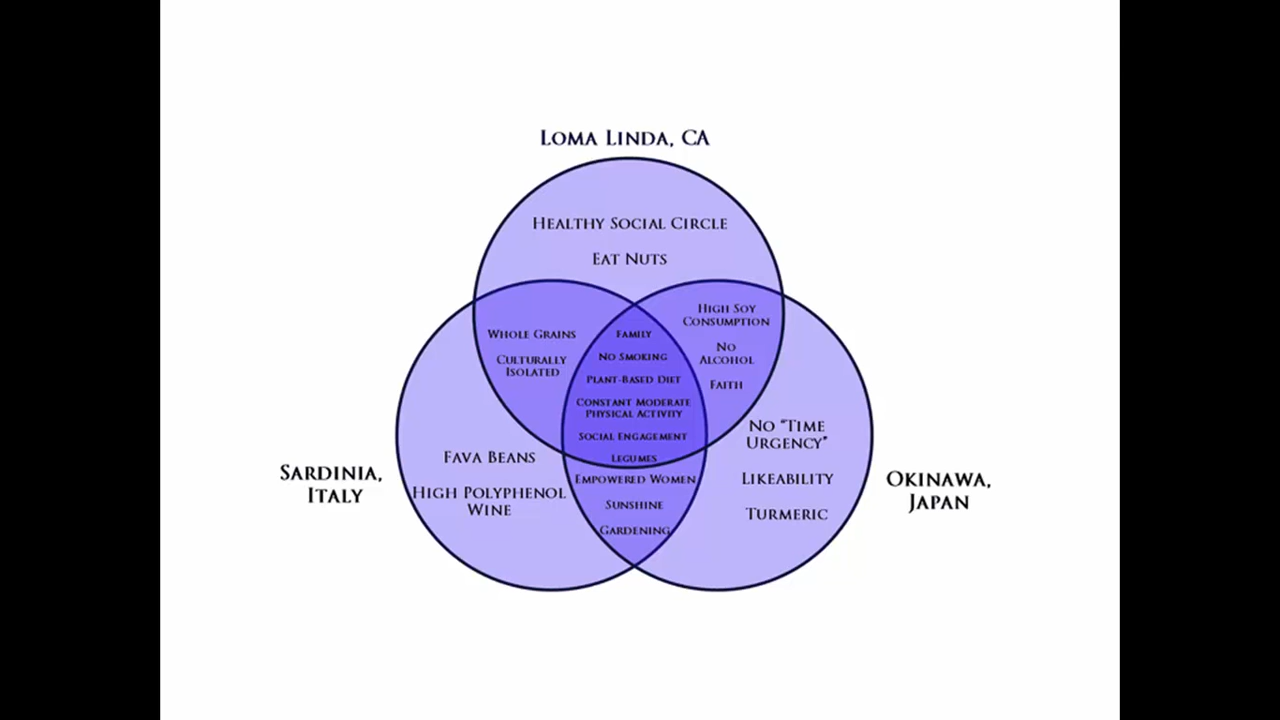 LOMA LINDA, CA
HEALTHY SOCIAL CIRCLE
EAT NUTS
HIGH SOY
CONSUMPTION
NO
ALCOHOL
FAITH
WHOLE GRAINS
CULTURALLY
ISOLATED
FAMILY
NO SMOKING
PLANT-BASED DIET
CONSTANT MODERATE
PHYSICAL ACTIVITY
SOCIAL ENGAGEMENT
LEGUMES
EMPOWERED WOMEN
SUNSHINE
GARDENING
SARDINIA,
ITALY
FAVA BEANS
HIGH POLYPHENOL
WINE
NO "TIME
URGENCY"
LIKEABILITY
TURMERIC
OKINAWA,
JAPAN